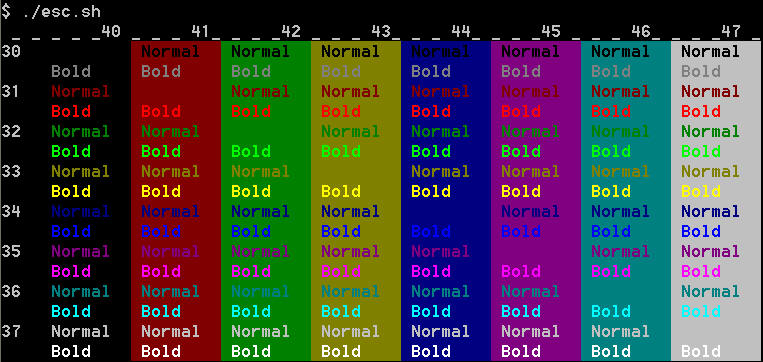 $ ./esc.sh
_ _ _ _ _ 40 _ _ _ 41 _ _ _ _ 42 _ _ _ 43 _ _ _ 44 _ _ _ _ 45 _ _ _ 46 _ _ _ _ 47 _
30 Normal Normal Normal Normal Normal Normal Normal
Bold Bold Bold Bold Bold Bold Bold Bold
31 Normal Normal Normal Normal Normal Normal Normal
Bold Bold Bold Bold Bold Bold Bold Bold
32 Normal Normal Normal Normal Normal Normal Normal
Bold Bold Bold Bold Bold Bold Bold Bold
33 Normal Normal Normal Normal Normal Normal Normal
Bold Bold Bold Bold Bold Bold Bold Bold
34 Normal Normal Normal Normal Normal Normal Normal
Bold Bold Bold Bold Bold Bold Bold Bold
35 Normal Normal Normal Normal Normal Normal Normal
Bold Bold Bold Bold Bold Bold Bold Bold
36 Normal Normal Normal Normal Normal Normal Normal
Bold Bold Bold Bold Bold Bold Bold Bold
37 Normal Normal Normal Normal Normal Normal Normal
Bold Bold Bold Bold Bold Bold Bold Bold